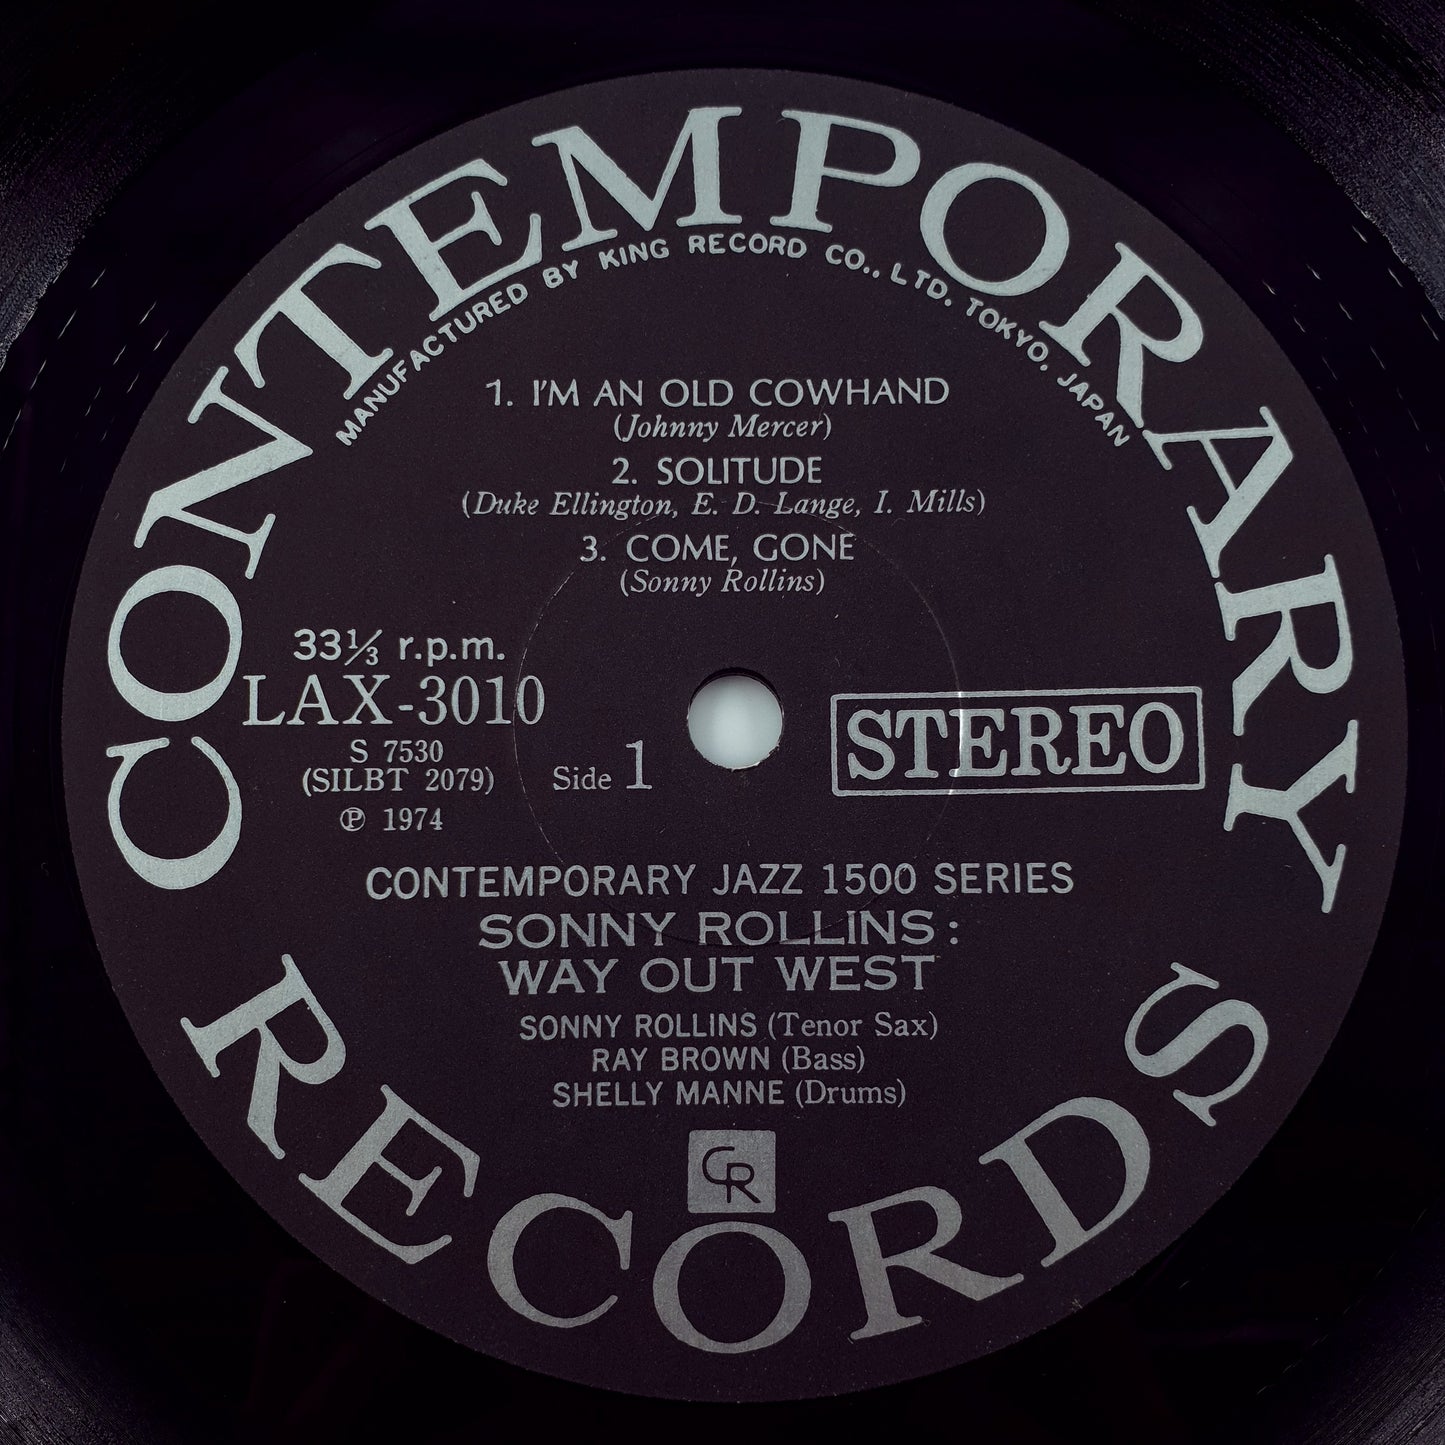 CONTEMPORARY
MANUFACTURED BY KING RECORD CO., LTD. TOKYO. JAPAN
1. I'M AN OLD COWHAND
(Johnny Mercer)
2. SOLITUDE
(Duke Ellington, E. D. Lange, I. Mills)
3. COME, GONE
(Sonny Rollins)
33⅓ r.p.m.
LAX-3010
S 7530
(SILBT 2079)
℗ 1974
Side 1
STEREO
CONTEMPORARY JAZZ 1500 SERIES
SONNY ROLLINS:
WAY OUT WEST
SONNY ROLLINS (Tenor Sax)
RAY BROWN (Bass)
SHELLY MANNE (Drums)
CR
RECORDS